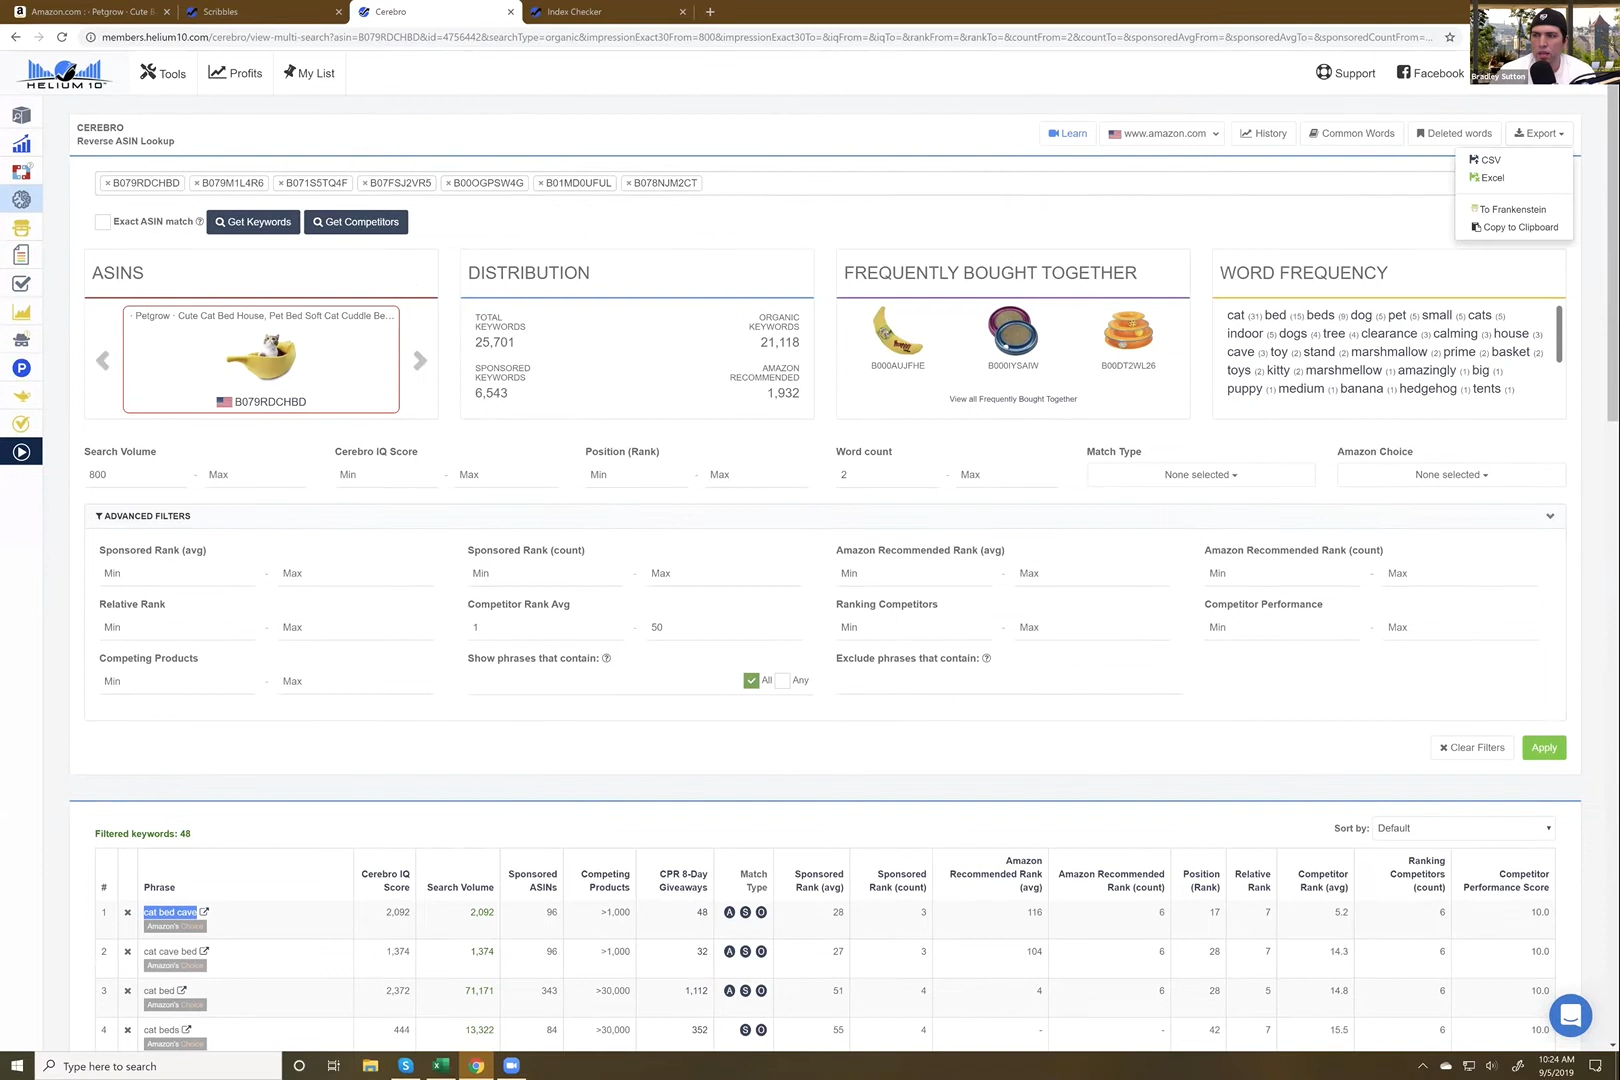 Amazon.com : · Petgrow · Cute B
Scribbles
Cerebro
Index Checker
members.helium10.com/cerebro/view-multi-search?asin=B079RDCHBD&id=4756442&searchType=organic&impressionExact30From=800&impressionExact30To=&iqFrom=&iqTo=&rankFrom=&rankTo=&countFrom=2&countTo=&sponsoredAvgFrom=&sponsoredAvgTo=&sponsoredCountFrom=...
Bradley Sutton
HELIUM 10
Tools
Profits
My List
Support
Facebook
CEREBRO
Reverse ASIN Lookup
Learn
www.amazon.com
History
Common Words
Deleted words
Export
CSV
Excel
To Frankenstein
Copy to Clipboard
× B079RDCHBD × B079M1L4R6 × B071S5TQ4F × B07FSJ2VR5 × B00OGPSW4G × B01MD0UFUL × B078NJM2CT
Exact ASIN match
Get Keywords
Get Competitors
ASINS
· Petgrow · Cute Cat Bed House, Pet Bed Soft Cat Cuddle Be...
B079RDCHBD
DISTRIBUTION
TOTAL KEYWORDS
25,701
ORGANIC KEYWORDS
21,118
SPONSORED KEYWORDS
6,543
AMAZON RECOMMENDED
1,932
FREQUENTLY BOUGHT TOGETHER
B000AUJFHE
B000IYSAIW
B00DT2WL26
View all Frequently Bought Together
WORD FREQUENCY
cat (31) bed (15) beds (9) dog (5) pet (5) small (5) cats (5)
indoor (5) dogs (4) tree (4) clearance (3) calming (3) house (3)
cave (3) toy (2) stand (2) marshmallow (2) prime (2) basket (2)
toys (2) kitty (2) marshmellow (1) amazingly (1) big (1)
puppy (1) medium (1) banana (1) hedgehog (1) tents (1)
Search Volume
800 - Max
Cerebro IQ Score
Min - Max
Position (Rank)
Min - Max
Word count
2 - Max
Match Type
None selected
Amazon Choice
None selected
ADVANCED FILTERS
Sponsored Rank (avg)
Min - Max
Sponsored Rank (count)
Min - Max
Amazon Recommended Rank (avg)
Min - Max
Amazon Recommended Rank (count)
Min - Max
Relative Rank
Min - Max
Competitor Rank Avg
1 - 50
Ranking Competitors
Min - Max
Competitor Performance
Min - Max
Competing Products
Min - Max
Show phrases that contain:
All Any
Exclude phrases that contain:
Clear Filters
Apply
Filtered keywords: 48
Sort by: Default
# Phrase Cerebro IQ Score Search Volume Sponsored ASINs Competing Products CPR 8-Day Giveaways Match Type Sponsored Rank (avg) Sponsored Rank (count) Amazon Recommended Rank (avg) Amazon Recommended Rank (count) Position (Rank) Relative Rank Competitor Rank (avg) Ranking Competitors (count) Competitor Performance Score
1 cat bed cave 2,092 2,092 96 >1,000 48 A S O 28 3 116 6 17 7 5.2 6 10.0
Amazon's Choice
2 cat cave bed 1,374 1,374 96 >1,000 32 A S O 27 3 104 6 28 7 14.3 6 10.0
Amazon's Choice
3 cat bed 2,372 71,171 343 >30,000 1,112 A S O 51 4 4 6 28 5 14.8 6 10.0
Amazon's Choice
4 cat beds 444 13,322 84 >30,000 352 S O 55 4 - - 42 7 15.5 6 10.0
Amazon's Choice
Type here to search
10:24 AM
9/5/2019